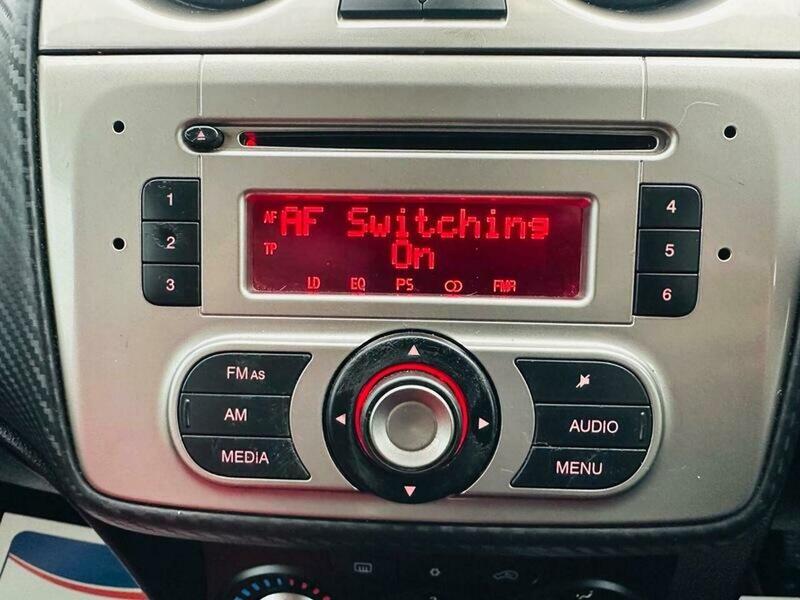 1
2
3
4
5
6
AF AF Switching
TP On
LD EQ PS FMR
FM AS
AM
MEDIA
AUDIO
MENU